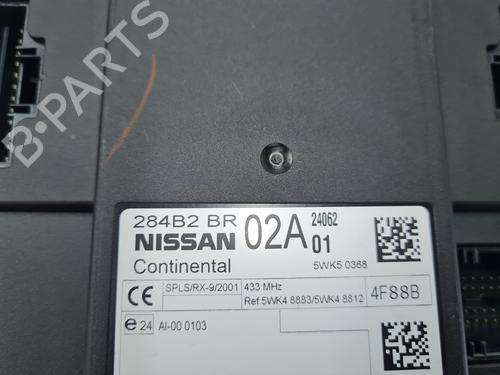 B-PARTS
284B2 BR
NISSAN 02A 24062 01
Continental
5WK5 0368
CE SPLS/RX-9/2001 433 MHz
Ref.5WK4 8883/5WK4 8812 4F88B
e 24 AI-00 0103